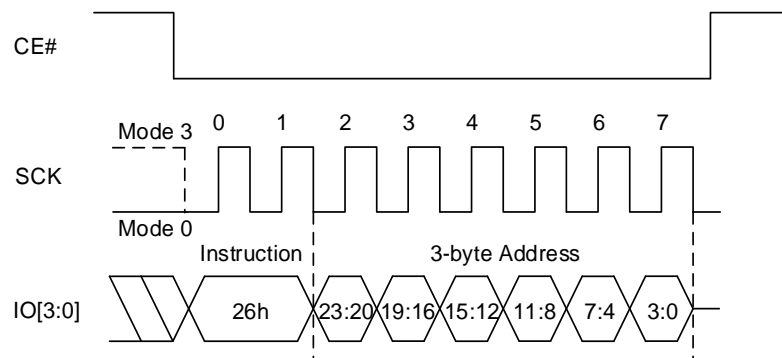 CE#
0 1 2 3 4 5 6 7
Mode 3
SCK
Mode 0
Instruction 3-byte Address
IO[3:0] 26h 23:20 19:16 15:12 11:8 7:4 3:0